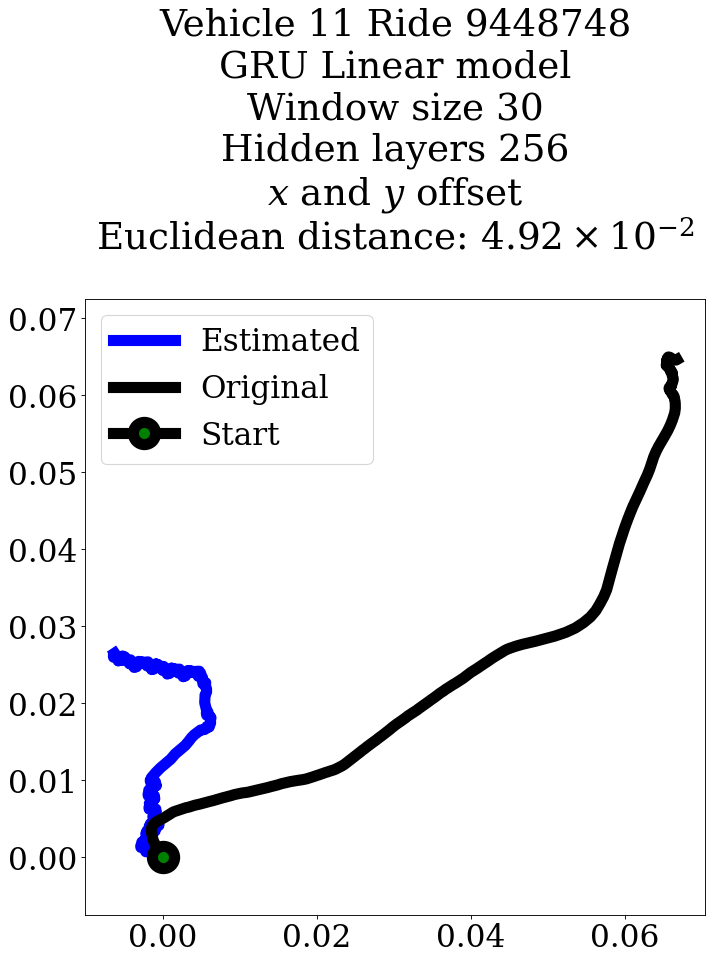 Vehicle 11 Ride 9448748
GRU Linear model
Window size 30
Hidden layers 256
x and y offset
Euclidean distance: 4.92 × 10⁻²
0.07
0.06
0.05
0.04
0.03
0.02
0.01
0.00
Estimated
Original
Start
0.00 0.02 0.04 0.06